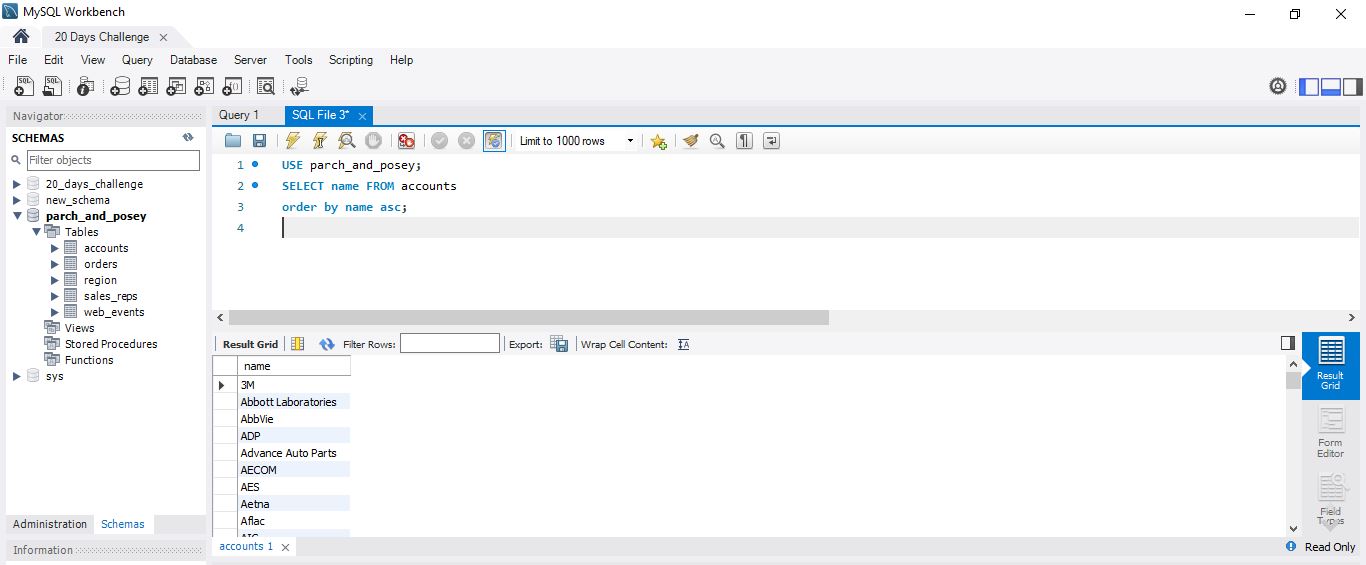 MySQL Workbench
20 Days Challenge
File Edit View Query Database Server Tools Scripting Help
Navigator
SCHEMAS
Filter objects
20_days_challenge
new_schema
parch_and_posey
Tables
accounts
orders
region
sales_reps
web_events
Views
Stored Procedures
Functions
sys
Administration Schemas
Information
Query 1 SQL File 3*
Limit to 1000 rows
1 USE parch_and_posey;
2 SELECT name FROM accounts
3 order by name asc;
4
Result Grid Filter Rows: Export: Wrap Cell Content:
name
3M
Abbott Laboratories
AbbVie
ADP
Advance Auto Parts
AECOM
AES
Aetna
Aflac
AIG
accounts 1
Result
Grid
Form
Editor
Field
Types
Read Only